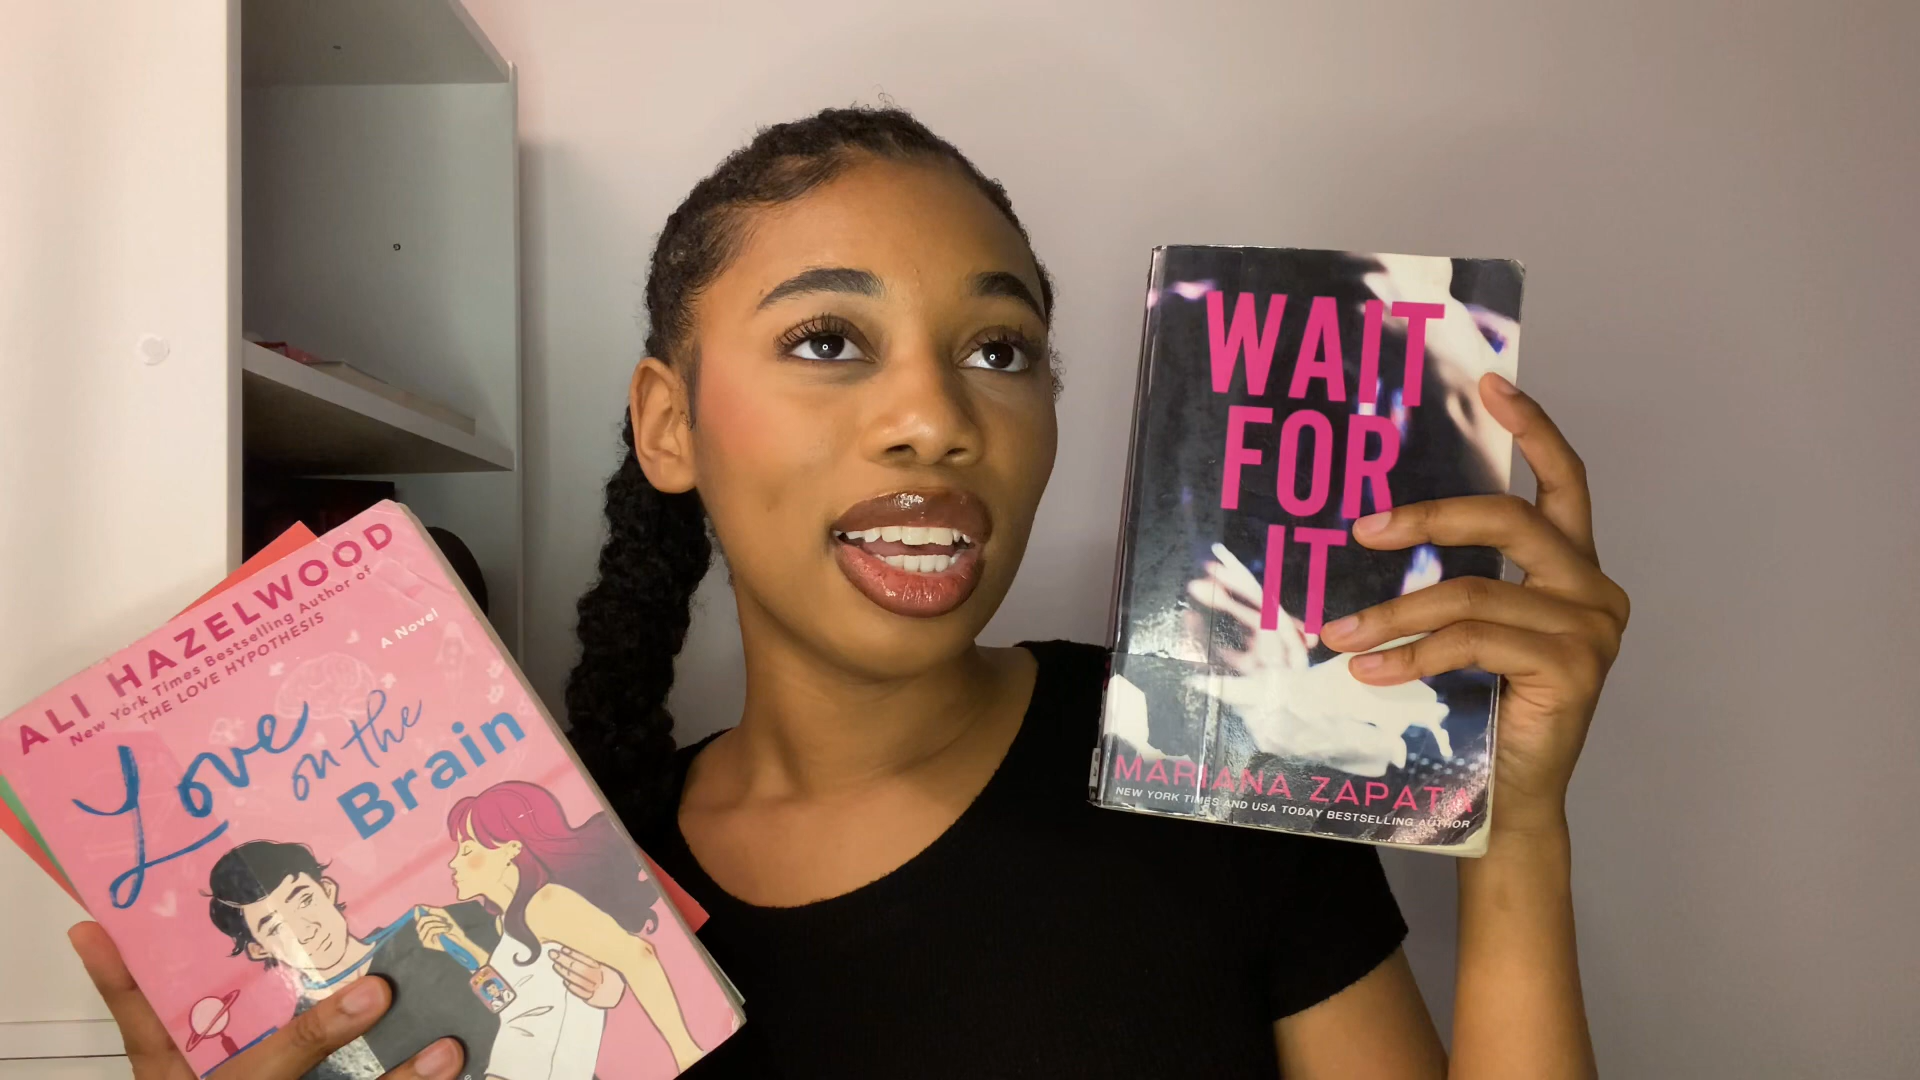 ALI HAZELWOOD
New York Times Bestselling Author of
THE LOVE HYPOTHESIS
A Novel
Love
on the
Brain
WAIT
FOR
IT
MARIANA ZAPATA
NEW YORK TIMES AND USA TODAY BESTSELLING AUTHOR